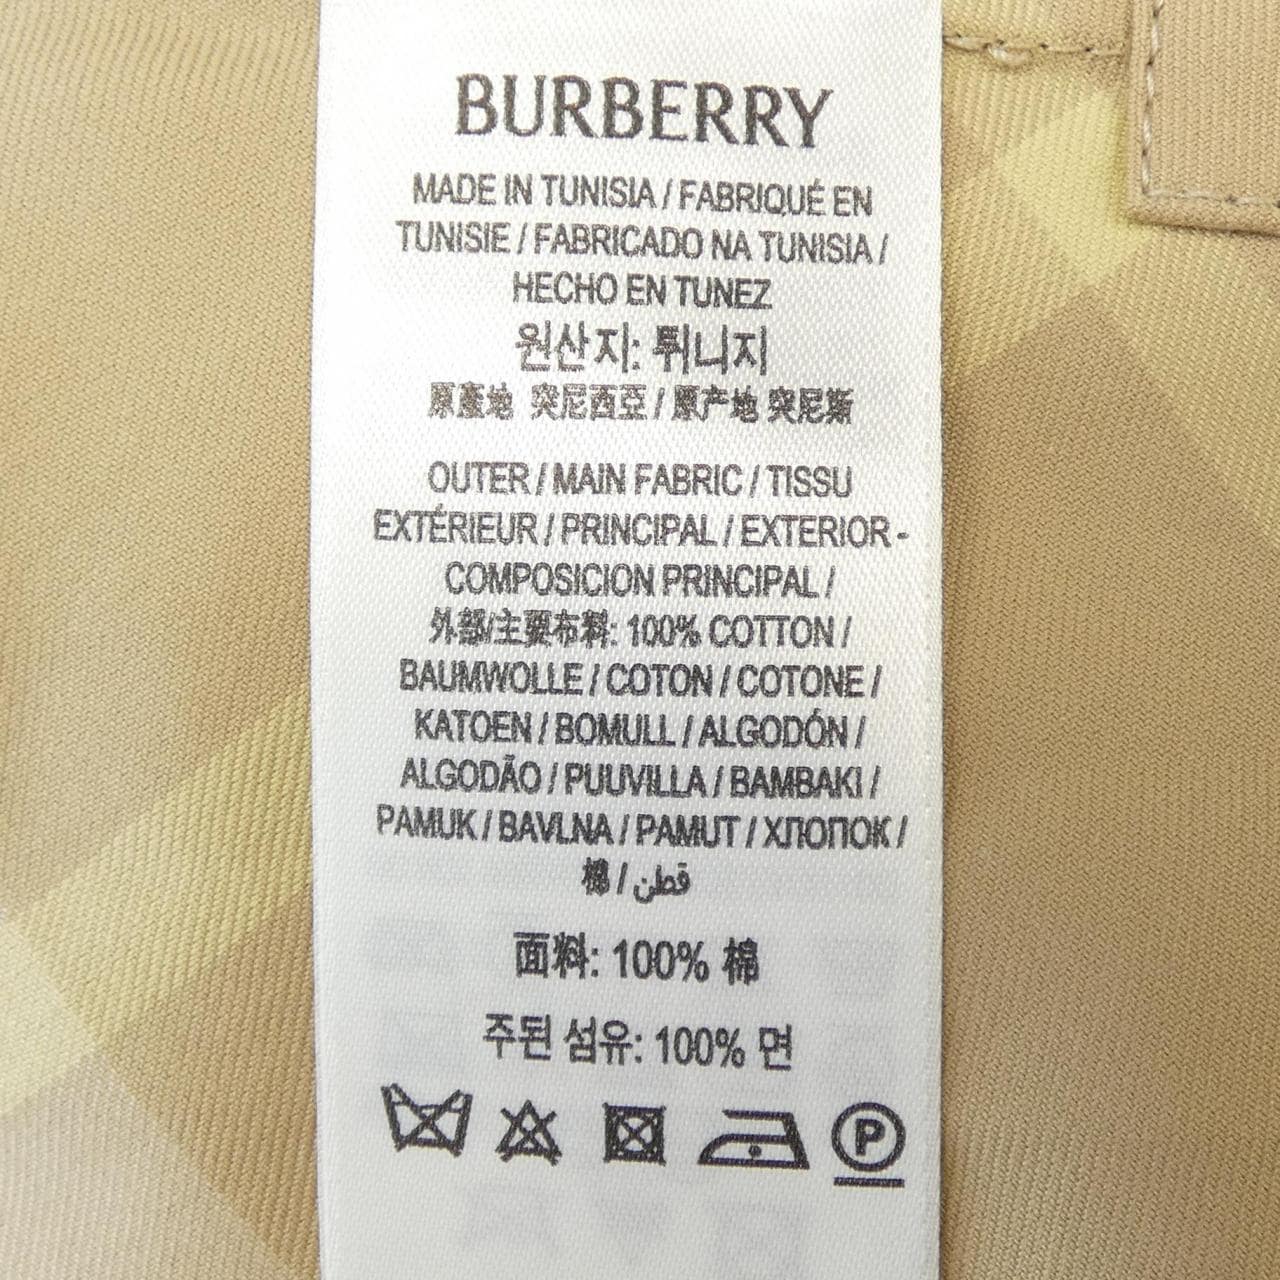 BURBERRY
MADE IN TUNISIA / FABRIQUÉ EN
TUNISIE / FABRICADO NA TUNISIA /
HECHO EN TUNEZ
원산지: 튀니지
原產地 突尼西亞 / 原产地 突尼斯
OUTER / MAIN FABRIC / TISSU
EXTÉRIEUR / PRINCIPAL / EXTERIOR -
COMPOSICION PRINCIPAL /
外部/主要布料: 100% COTTON /
BAUMWOLLE / COTON / COTONE /
KATOEN / BOMULL / ALGODÓN /
ALGODÃO / PUUVILLA / BAMBAKI /
PAMUK / BAVLNA / PAMUT / ХЛОПОК /
棉 / قطن
面料: 100% 棉
주된 섬유: 100% 면
P